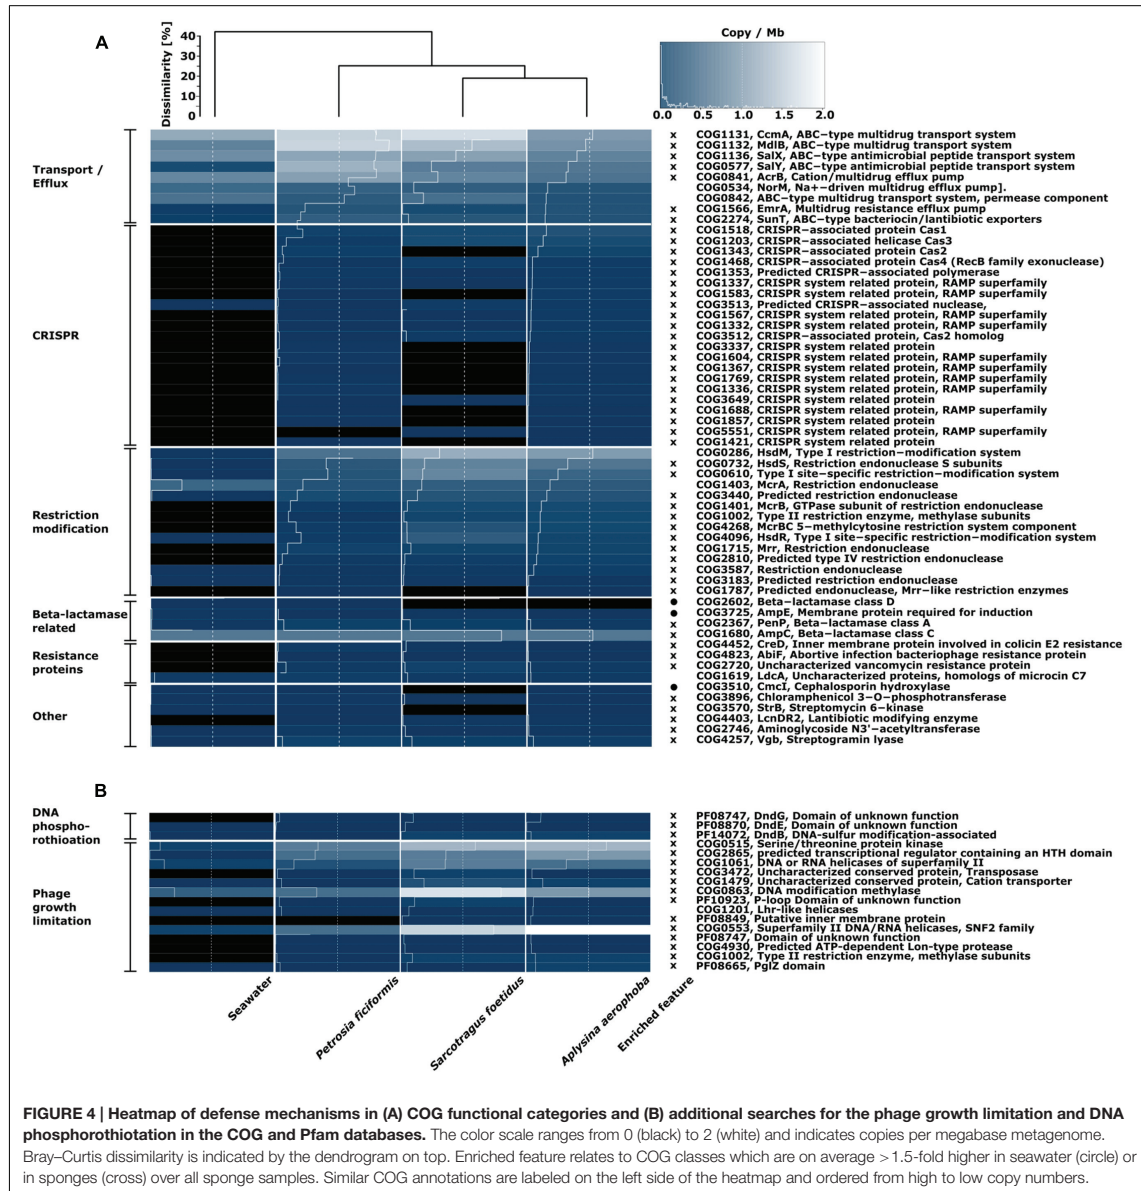 A
Dissimilarity [%]
40
30
20
10
0
Copy / Mb
0.0 0.5 1.0 1.5 2.0
Transport / Efflux
x COG1131, CcmA, ABC−type multidrug transport system
x COG1132, MdlB, ABC−type multidrug transport system
x COG1136, SalX, ABC−type antimicrobial peptide transport system
x COG0577, SalY, ABC−type antimicrobial peptide transport system
x COG0841, AcrB, Cation/multidrug efflux pump
COG0534, NorM, Na+−driven multidrug efflux pump].
COG0842, ABC−type multidrug transport system, permease component
x COG1566, EmrA, Multidrug resistance efflux pump
x COG2274, SunT, ABC−type bacteriocin/lantibiotic exporters
CRISPR
x COG1518, CRISPR−associated protein Cas1
x COG1203, CRISPR−associated helicase Cas3
x COG1343, CRISPR−associated protein Cas2
x COG1468, CRISPR−associated protein Cas4 (RecB family exonuclease)
x COG1353, Predicted CRISPR−associated polymerase
x COG1337, CRISPR system related protein, RAMP superfamily
x COG1583, CRISPR system related protein, RAMP superfamily
x COG3513, Predicted CRISPR−associated nuclease,
x COG1567, CRISPR system related protein, RAMP superfamily
x COG1332, CRISPR system related protein, RAMP superfamily
x COG3512, CRISPR−associated protein, Cas2 homolog
x COG3337, CRISPR system related protein
x COG1604, CRISPR system related protein, RAMP superfamily
x COG1367, CRISPR system related protein, RAMP superfamily
x COG1769, CRISPR system related protein, RAMP superfamily
x COG1336, CRISPR system related protein, RAMP superfamily
x COG3649, CRISPR system related protein
x COG1688, CRISPR system related protein, RAMP superfamily
x COG1857, CRISPR system related protein
x COG5551, CRISPR system related protein, RAMP superfamily
x COG1421, CRISPR system related protein
Restriction modification
COG0286, HsdM, Type I restriction−modification system
x COG0732, HsdS, Restriction endonuclease S subunits
x COG0610, Type I site−specific restriction−modification system
COG1403, McrA, Restriction endonuclease
x COG3440, Predicted restriction endonuclease
x COG1401, McrB, GTPase subunit of restriction endonuclease
x COG1002, Type II restriction enzyme, methylase subunits
x COG4268, McrBC 5−methylcytosine restriction system component
x COG4096, HsdR, Type I site−specific restriction−modification system
x COG1715, Mrr, Restriction endonuclease
x COG2810, Predicted type IV restriction endonuclease
x COG3587, Restriction endonuclease
x COG3183, Predicted restriction endonuclease
x COG1787, Predicted endonuclease, Mrr−like restriction enzymes
Beta-lactamase related
● COG2602, Beta−lactamase class D
● COG3725, AmpE, Membrane protein required for induction
x COG2367, PenP, Beta−lactamase class A
x COG1680, AmpC, Beta−lactamase class C
Resistance proteins
x COG4452, CreD, Inner membrane protein involved in colicin E2 resistance
x COG4823, AbiF, Abortive infection bacteriophage resistance protein
x COG2720, Uncharacterized vancomycin resistance protein
COG1619, LdcA, Uncharacterized proteins, homologs of microcin C7
Other
● COG3510, CmcI, Cephalosporin hydroxylase
x COG3896, Chloramphenicol 3−O−phosphotransferase
x COG3570, StrB, Streptomycin 6−kinase
x COG4403, LcnDR2, Lantibiotic modifying enzyme
x COG2746, Aminoglycoside N3'−acetyltransferase
x COG4257, Vgb, Streptogramin lyase
B
DNA phospho-rothioation
x PF08747, DndG, Domain of unknown function
x PF08870, DndE, Domain of unknown function
x PF14072, DndB, DNA−sulfur modification−associated
Phage growth limitation
x COG0515, Serine/threonine protein kinase
x COG2865, predicted transcriptional regulator containing an HTH domain
x COG1061, DNA or RNA helicases of superfamily II
x COG3472, Uncharacterized conserved protein, Transposase
x COG1479, Uncharacterized conserved protein, Cation transporter
x COG0863, DNA modification methylase
x PF10923, P−loop Domain of unknown function
COG1201, Lhr−like helicases
x PF08849, Putative inner membrane protein
x COG0553, Superfamily II DNA/RNA helicases, SNF2 family
x PF08747, Domain of unknown function
x COG4930, Predicted ATP−dependent Lon−type protease
x COG1002, Type II restriction enzyme, methylase subunits
x PF08665, PglZ domain
Seawater
Petrosia ficiformis
Sarcotragus foetidus
Aplysina aerophoba
Enriched feature
FIGURE 4 | Heatmap of defense mechanisms in (A) COG functional categories and (B) additional searches for the phage growth limitation and DNA
phosphorothiotation in the COG and Pfam databases. The color scale ranges from 0 (black) to 2 (white) and indicates copies per megabase metagenome.
Bray–Curtis dissimilarity is indicated by the dendrogram on top. Enriched feature relates to COG classes which are on average >1.5-fold higher in seawater (circle) or
in sponges (cross) over all sponge samples. Similar COG annotations are labeled on the left side of the heatmap and ordered from high to low copy numbers.